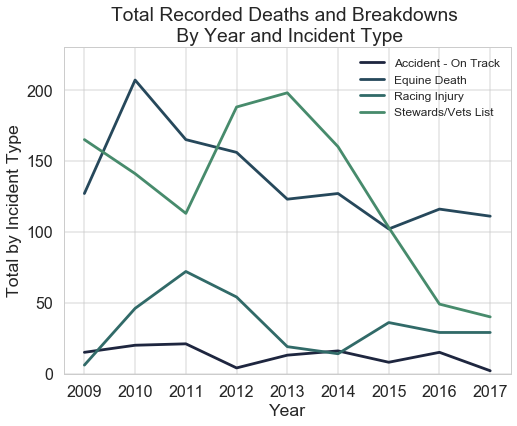 Total Recorded Deaths and Breakdowns
By Year and Incident Type
Accident - On Track
Equine Death
Racing Injury
Stewards/Vets List
Total by Incident Type
200
150
100
50
0
2009 2010 2011 2012 2013 2014 2015 2016 2017
Year